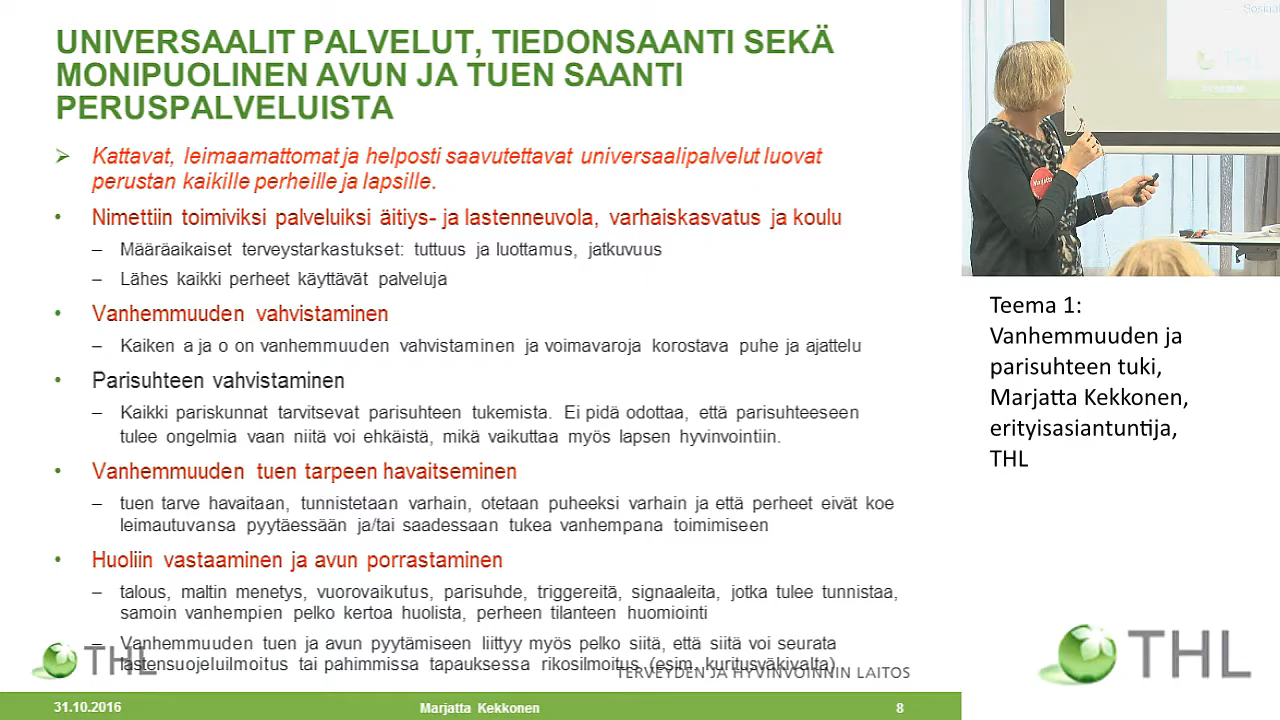 UNIVERSAALIT PALVELUT, TIEDONSAANTI SEKÄ
MONIPUOLINEN AVUN JA TUEN SAANTI
PERUSPALVELUISTA
Kattavat, leimaamattomat ja helposti saavutettavat universaalipalvelut luovat
perustan kaikille perheille ja lapsille.
• Nimettiin toimiviksi palveluiksi äitiys- ja lastenneuvola, varhaiskasvatus ja koulu
– Määräaikaiset terveystarkastukset: tuttuus ja luottamus, jatkuvuus
– Lähes kaikki perheet käyttävät palveluja
• Vanhemmuuden vahvistaminen
– Kaiken a ja o on vanhemmuuden vahvistaminen ja voimavaroja korostava puhe ja ajattelu
• Parisuhteen vahvistaminen
– Kaikki pariskunnat tarvitsevat parisuhteen tukemista. Ei pidä odottaa, että parisuhteeseen
tulee ongelmia vaan niitä voi ehkäistä, mikä vaikuttaa myös lapsen hyvinvointiin.
• Vanhemmuuden tuen tarpeen havaitseminen
– tuen tarve havaitaan, tunnistetaan varhain, otetaan puheeksi varhain ja että perheet eivät koe
leimautuvansa pyytäessään ja/tai saadessaan tukea vanhempana toimimiseen
• Huoliin vastaaminen ja avun porrastaminen
– talous, maltin menetys, vuorovaikutus, parisuhde, triggereitä, signaaleita, jotka tulee tunnistaa,
samoin vanhempien pelko kertoa huolista, perheen tilanteen huomiointi
– Vanhemmuuden tuen ja avun pyytämiseen liittyy myös pelko siitä, että siitä voi seurata
lastensuojeluilmoitus tai pahimmissa tapauksessa rikosilmoitus (esim. kuritusväkivalta)
THL
TERVEYDEN JA HYVINVOINNIN LAITOS
31.10.2016
Marjatta Kekkonen
8
Marjatta
THL
Teema 1:
Vanhemmuuden ja
parisuhteen tuki,
Marjatta Kekkonen,
erityisasiantuntija,
THL
THL